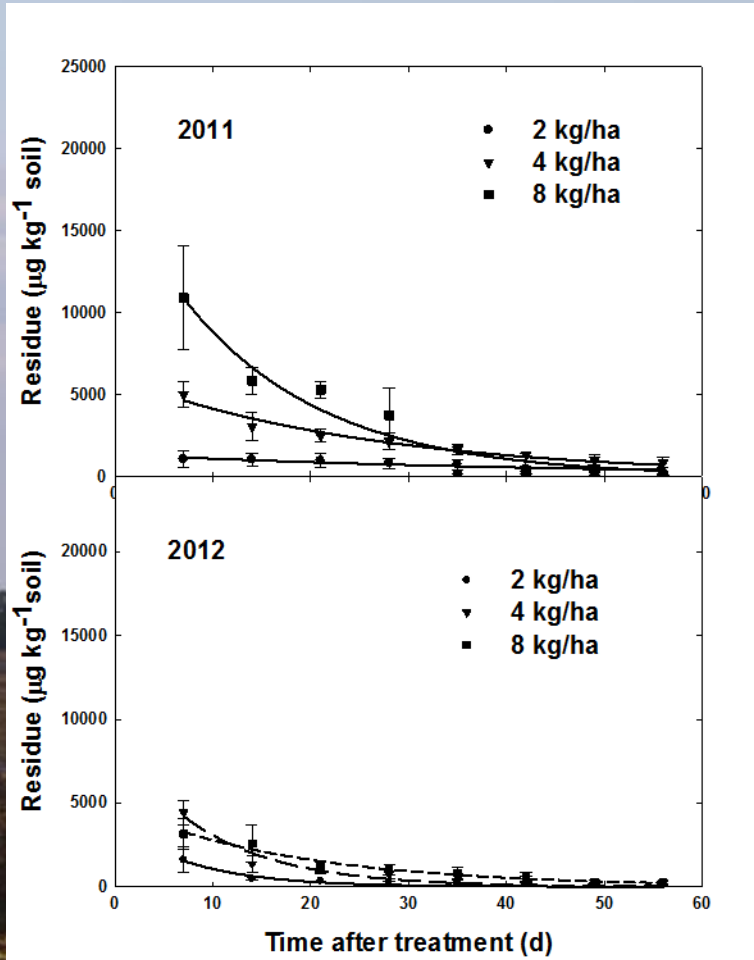 25000
20000
15000
10000
5000
0
Residue (µg kg⁻¹ soil)
2011
2 kg/ha
4 kg/ha
8 kg/ha
0
0
20000
15000
10000
5000
0
Residue (µg kg⁻¹soil)
2012
2 kg/ha
4 kg/ha
8 kg/ha
0 10 20 30 40 50 60
Time after treatment (d)